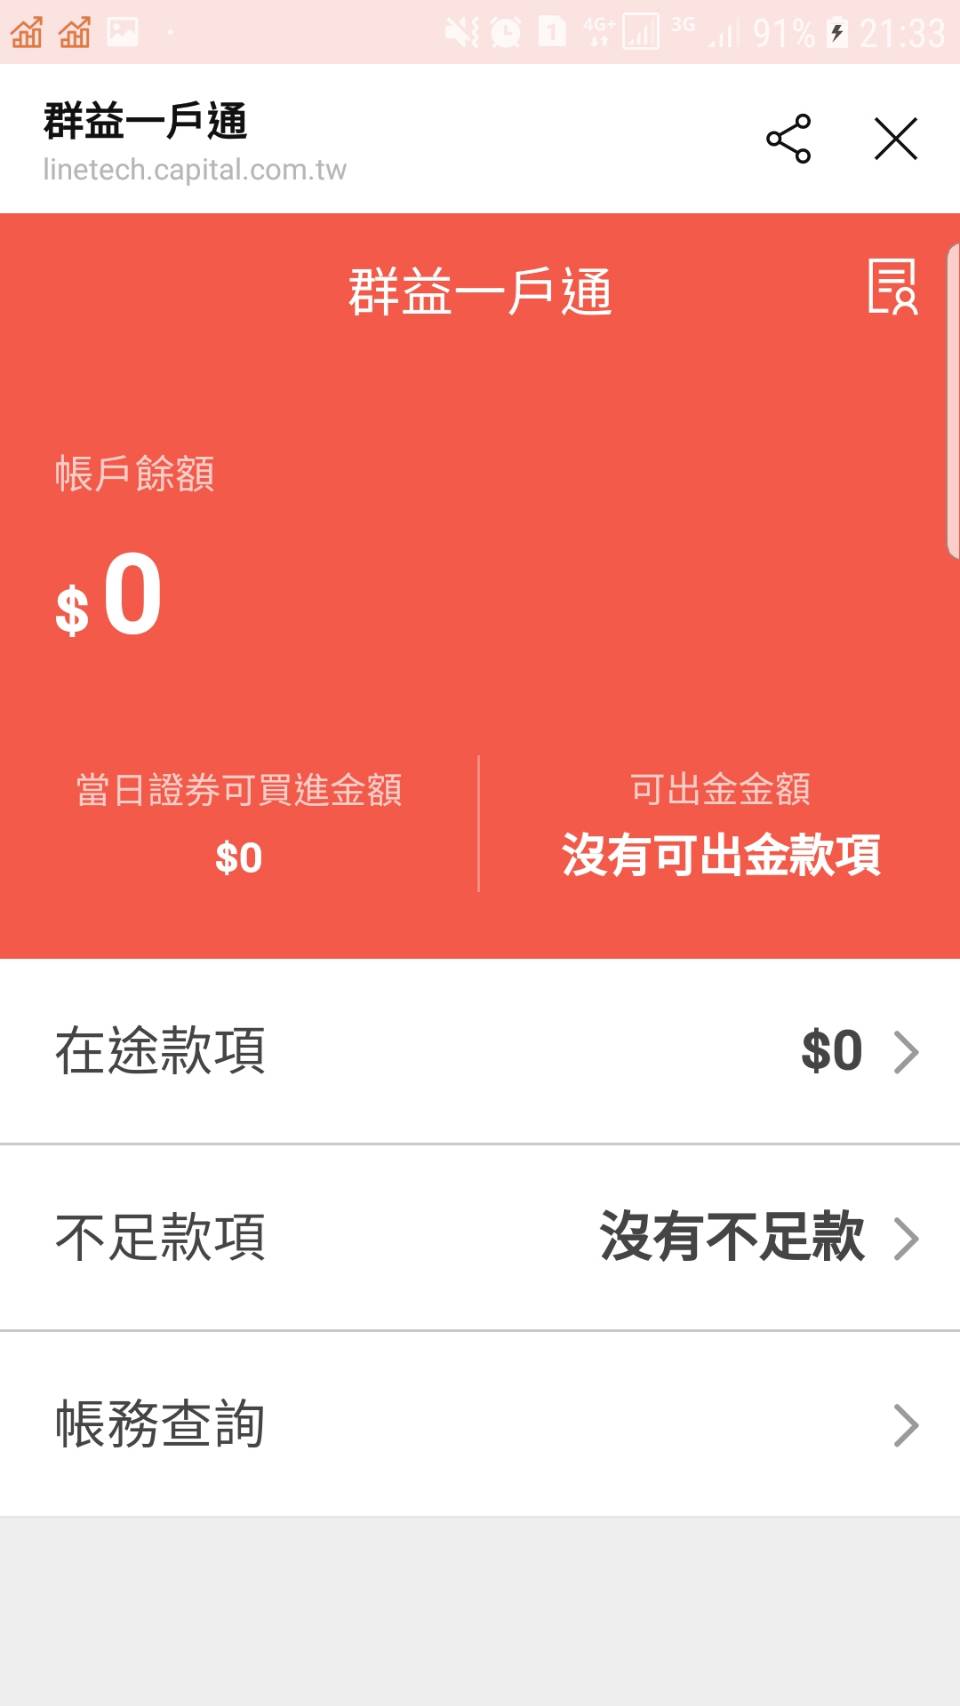 1 4G+ 3G 91% 21:33
群益一戶通
linetech.capital.com.tw
群益一戶通
帳戶餘額
$0
當日證券可買進金額
可出金金額
$0
沒有可出金款項
在途款項
$0
不足款項
沒有不足款
帳務查詢